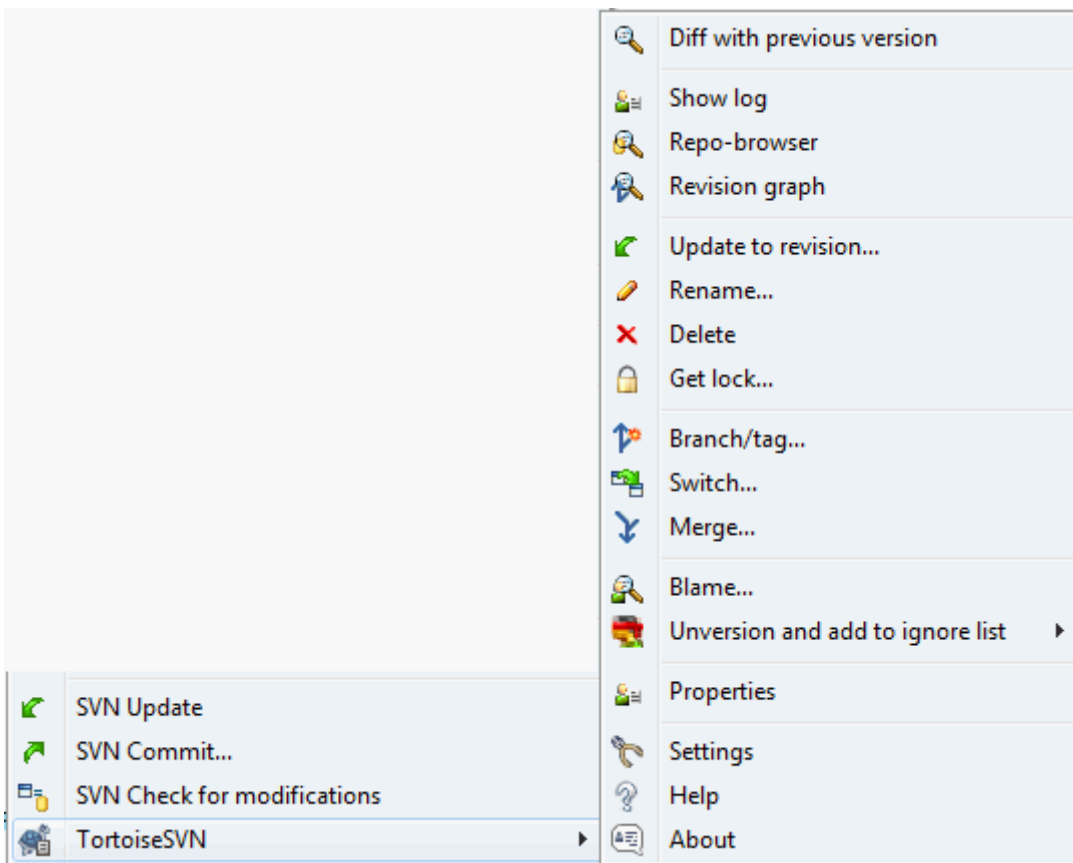 Diff with previous version
Show log
Repo-browser
Revision graph
Update to revision...
Rename...
Delete
Get lock...
Branch/tag...
Switch...
Merge...
Blame...
Unversion and add to ignore list
Properties
Settings
Help
About
SVN Update
SVN Commit...
SVN Check for modifications
TortoiseSVN